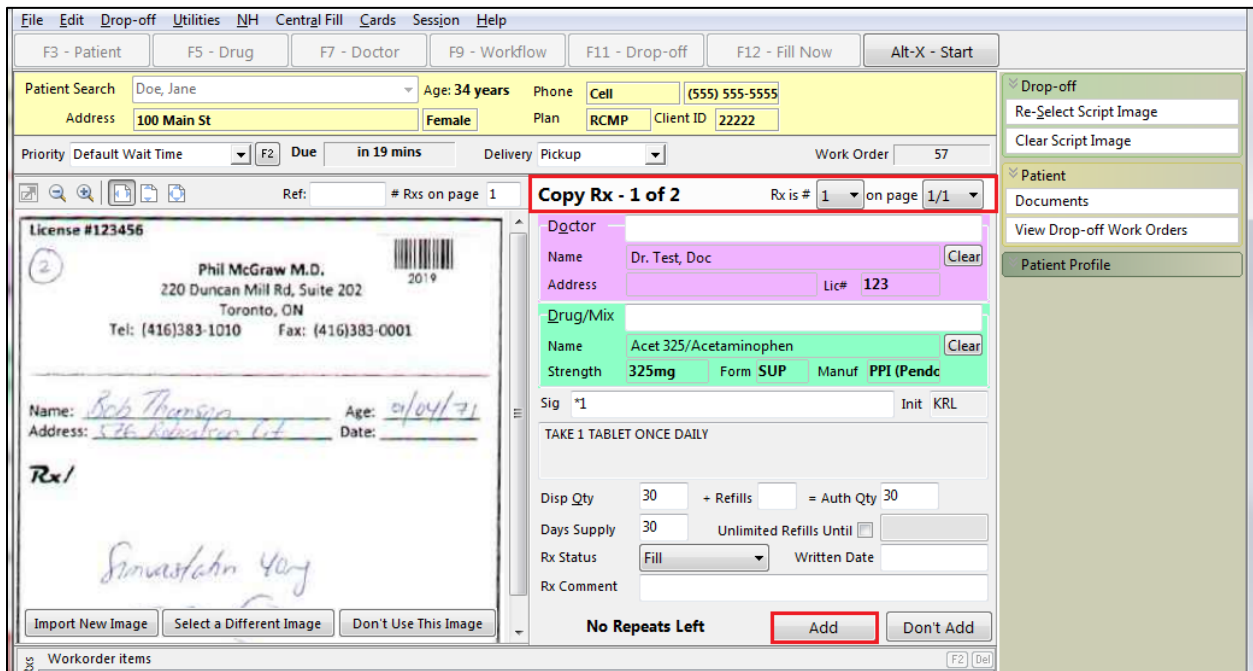 File Edit Drop-off Utilities NH Central Fill Cards Session Help
F3 - Patient F5 - Drug F7 - Doctor F9 - Workflow F11 - Drop-off F12 - Fill Now Alt-X - Start
Patient Search Doe, Jane Age: 34 years Phone Cell (555) 555-5555
Address 100 Main St Female Plan RCMP Client ID 22222
Priority Default Wait Time F2 Due in 19 mins Delivery Pickup Work Order 57
Ref: # Rxs on page 1
License #123456
2
Phil McGraw M.D.
2019
220 Duncan Mill Rd, Suite 202
Toronto, ON
Tel: (416)383-1010 Fax: (416)383-0001
Name: Bob Age: 01/04/71
Address: 576 Date:
Rx/
Import New Image Select a Different Image Don't Use This Image
Copy Rx - 1 of 2 Rx is # 1 on page 1/1
Doctor
Name Dr. Test, Doc Clear
Address Lic# 123
Drug/Mix
Name Acet 325/Acetaminophen Clear
Strength 325mg Form SUP Manuf PPI (Pendc
Sig *1 Init KRL
TAKE 1 TABLET ONCE DAILY
Disp Qty 30 + Refills = Auth Qty 30
Days Supply 30 Unlimited Refills Until
Rx Status Fill Written Date
Rx Comment
No Repeats Left Add Don't Add
Drop-off
Re-Select Script Image
Clear Script Image
Patient
Documents
View Drop-off Work Orders
Patient Profile
Workorder items F2 Del